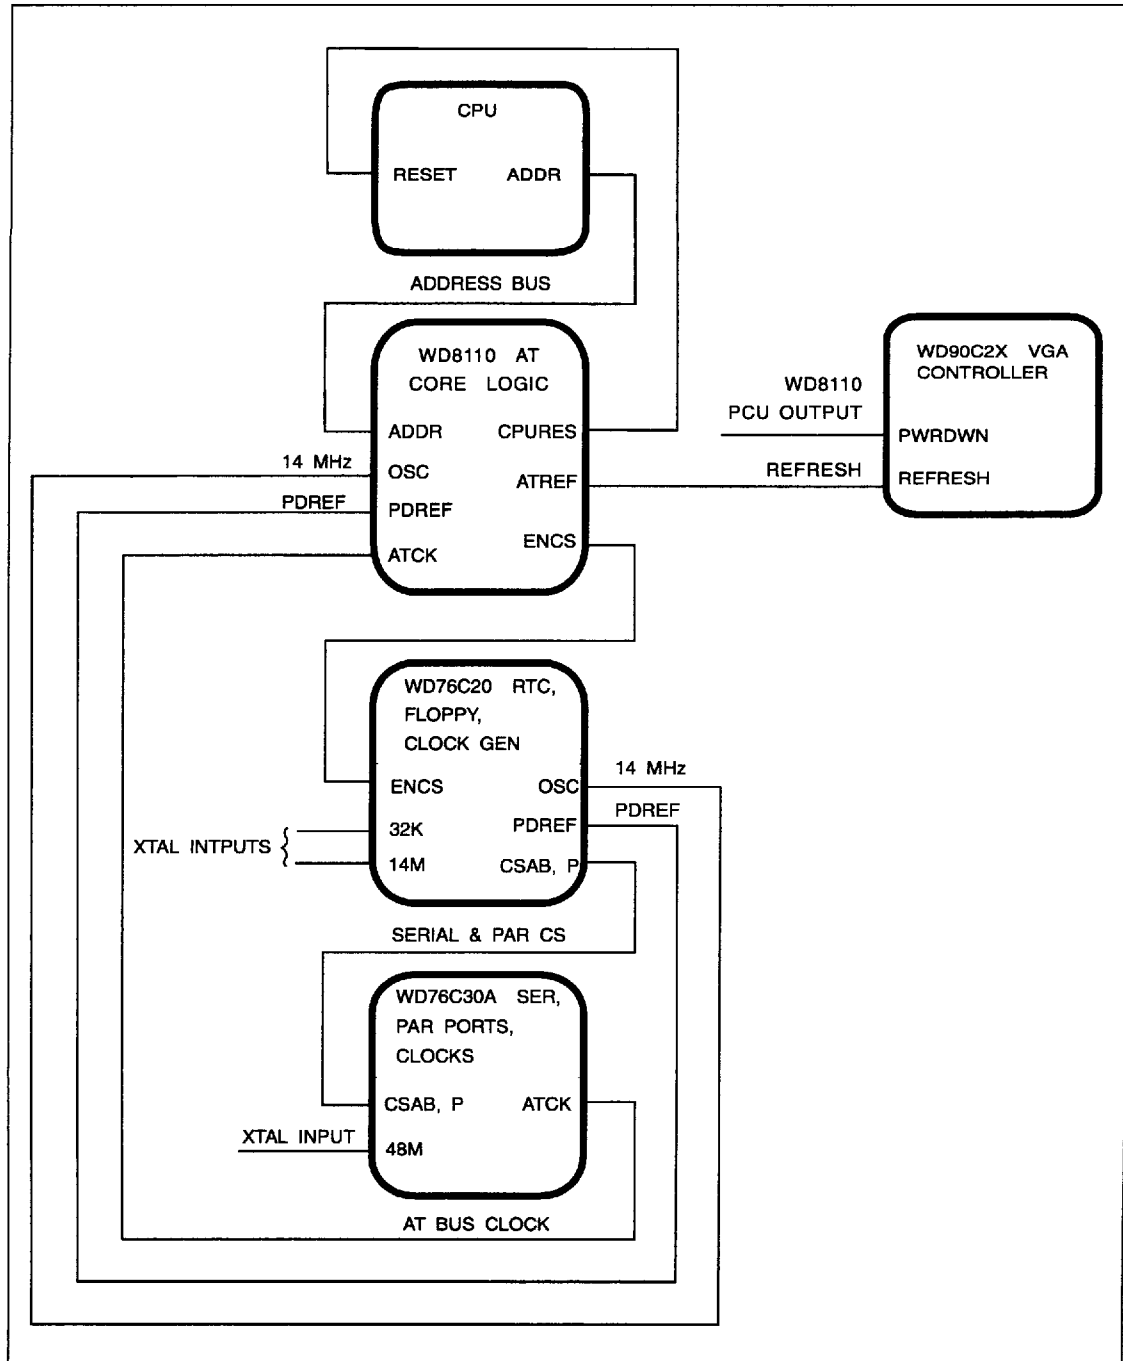 CPU
RESET ADDR
ADDRESS BUS
WD8110 AT
CORE LOGIC
ADDR CPURES
14 MHz
OSC
ATREF
PDREF
PDREF
ENCS
ATCK
WD90C2X VGA
CONTROLLER
WD8110
PCU OUTPUT
PWRDWN
REFRESH
REFRESH
WD76C20 RTC,
FLOPPY,
CLOCK GEN
14 MHz
ENCS OSC
PDREF
32K PDREF
XTAL INTPUTS
14M CSAB, P
SERIAL & PAR CS
WD76C30A SER,
PAR PORTS,
CLOCKS
CSAB, P ATCK
XTAL INPUT
48M
AT BUS CLOCK